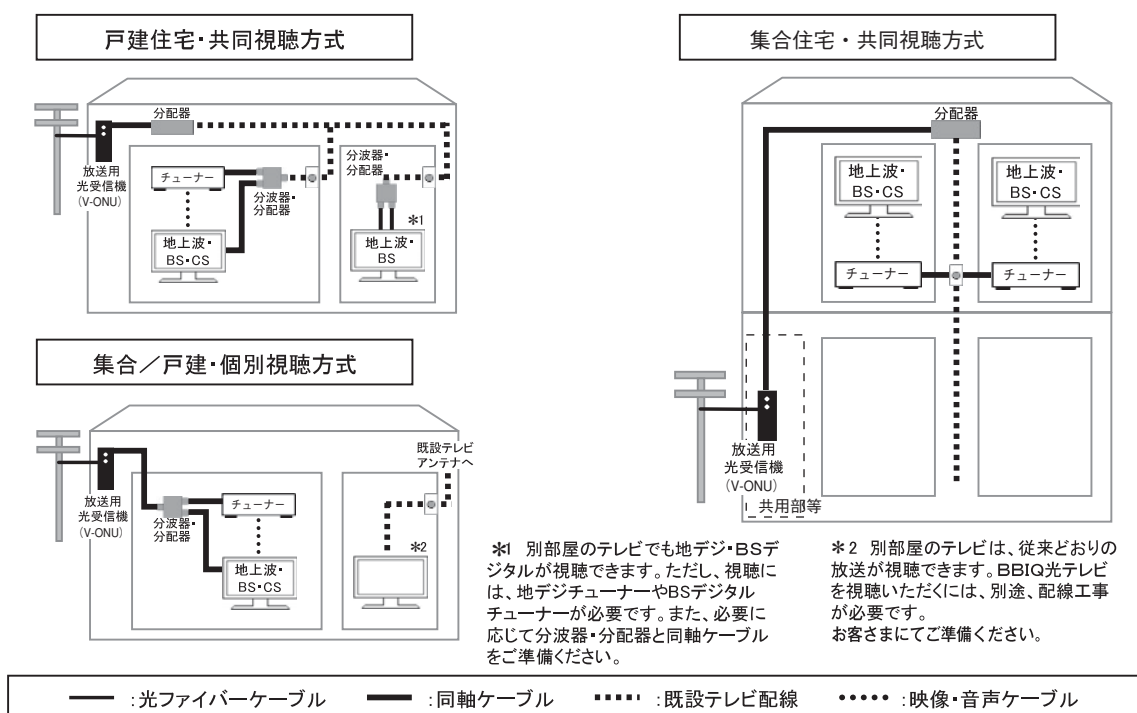 戸建住宅・共同視聴方式
分配器
放送用
光受信機
(V-ONU)
チューナー
分波器・
分配器
地上波・
BS・CS
分波器・
分配器
*1
地上波・
BS
集合／戸建・個別視聴方式
放送用
光受信機
(V-ONU)
分波器・
分配器
チューナー
地上波・
BS・CS
既設テレビ
アンテナへ
*2
集合住宅・共同視聴方式
分配器
地上波・
BS・CS
地上波・
BS・CS
チューナー
チューナー
放送用
光受信機
(V-ONU)
共用部等
*1 別部屋のテレビでも地デジ・BSデ
ジタルが視聴できます。ただし、視聴に
は、地デジチューナーやBSデジタル
チューナーが必要です。また、必要に
応じて分波器・分配器と同軸ケーブル
をご準備ください。
*2 別部屋のテレビは、従来どおりの
放送が視聴できます。BBIQ光テレビ
を視聴いただくには、別途、配線工事
が必要です。
お客さまにてご準備ください。
:光ファイバーケーブル :同軸ケーブル :既設テレビ配線 :映像・音声ケーブル